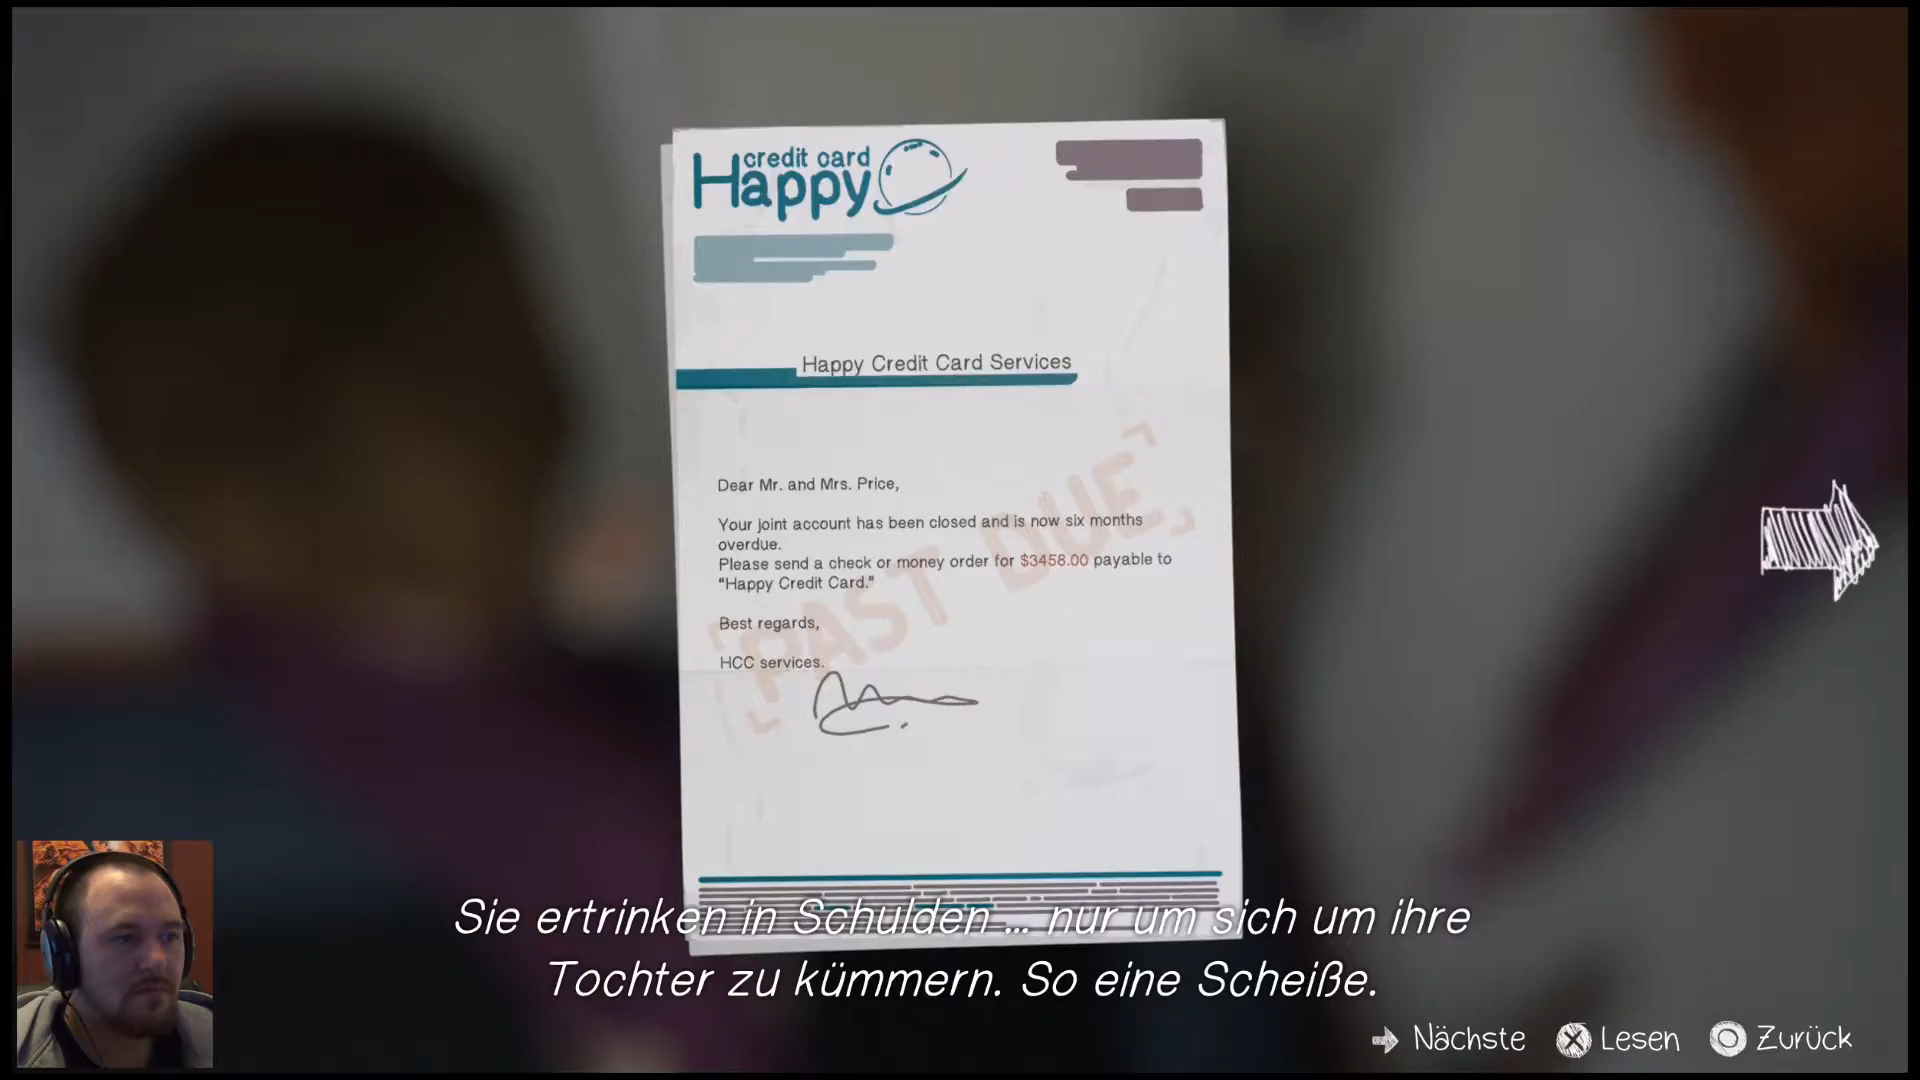 credit card
Happy
Happy Credit Card Services
Dear Mr. and Mrs. Price,
Your joint account has been closed and is now six months
overdue.
Please send a check or money order for $3458.00 payable to
“Happy Credit Card.”
PAST DUE
Best regards,
HCC services.
Sie ertrinken in Schulden ... nur um sich um ihre
Tochter zu kümmern. So eine Scheiße.
Nächste Lesen Zurück